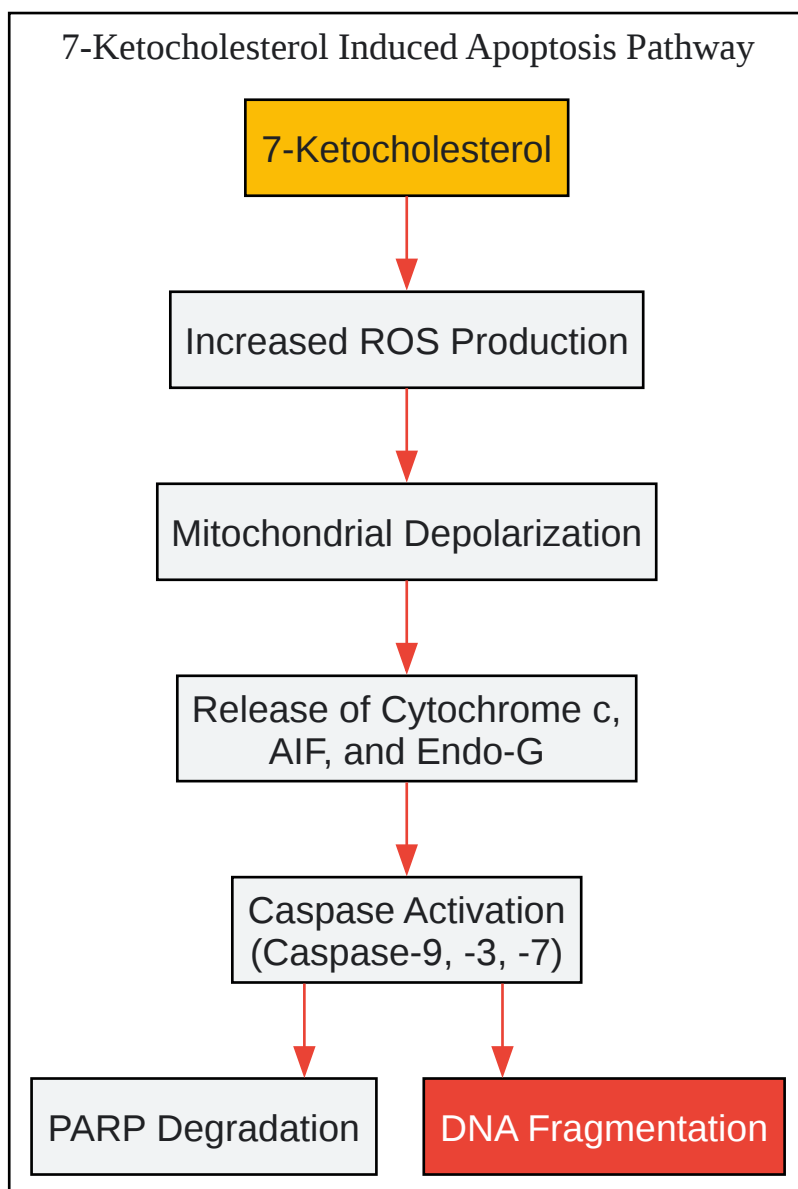 7-Ketocholesterol Induced Apoptosis Pathway
7-Ketocholesterol
Increased ROS Production
Mitochondrial Depolarization
Release of Cytochrome c,
AIF, and Endo-G
Caspase Activation
(Caspase-9, -3, -7)
PARP Degradation
DNA Fragmentation